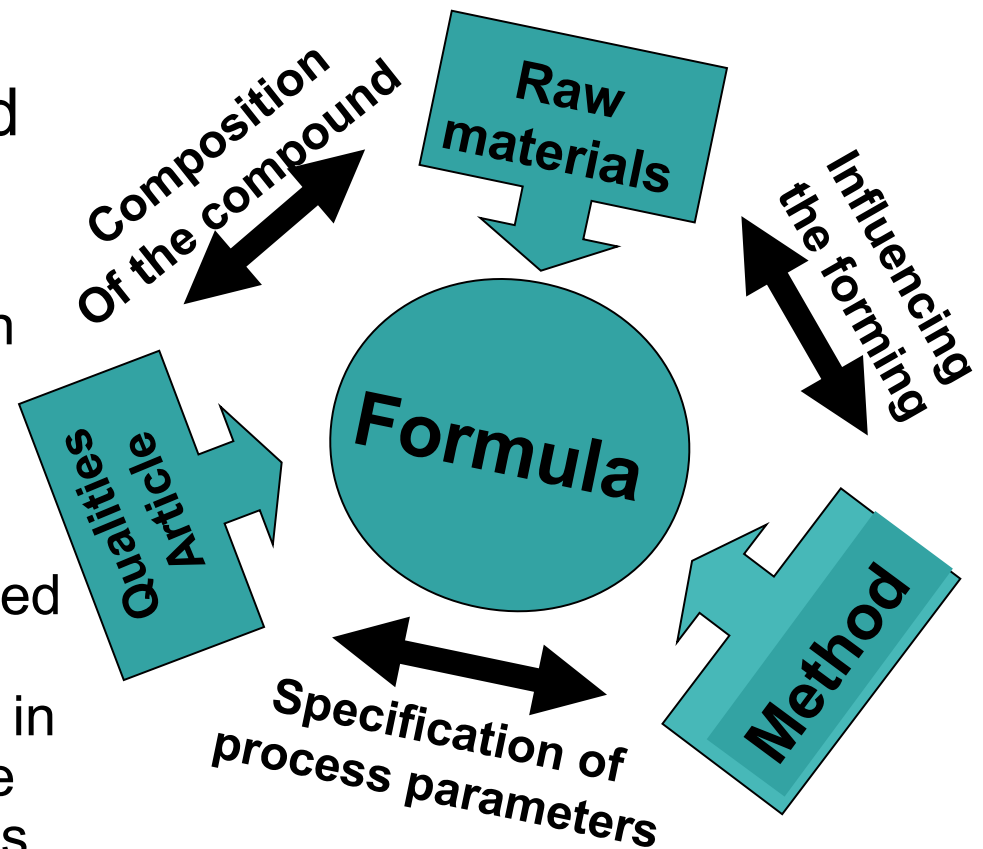 d
n
ed
in
e
s
Composition
Of the compound
Raw
materials
Influencing
the forming
Formula
Qualities
Article
Method
Specification of
process parameters